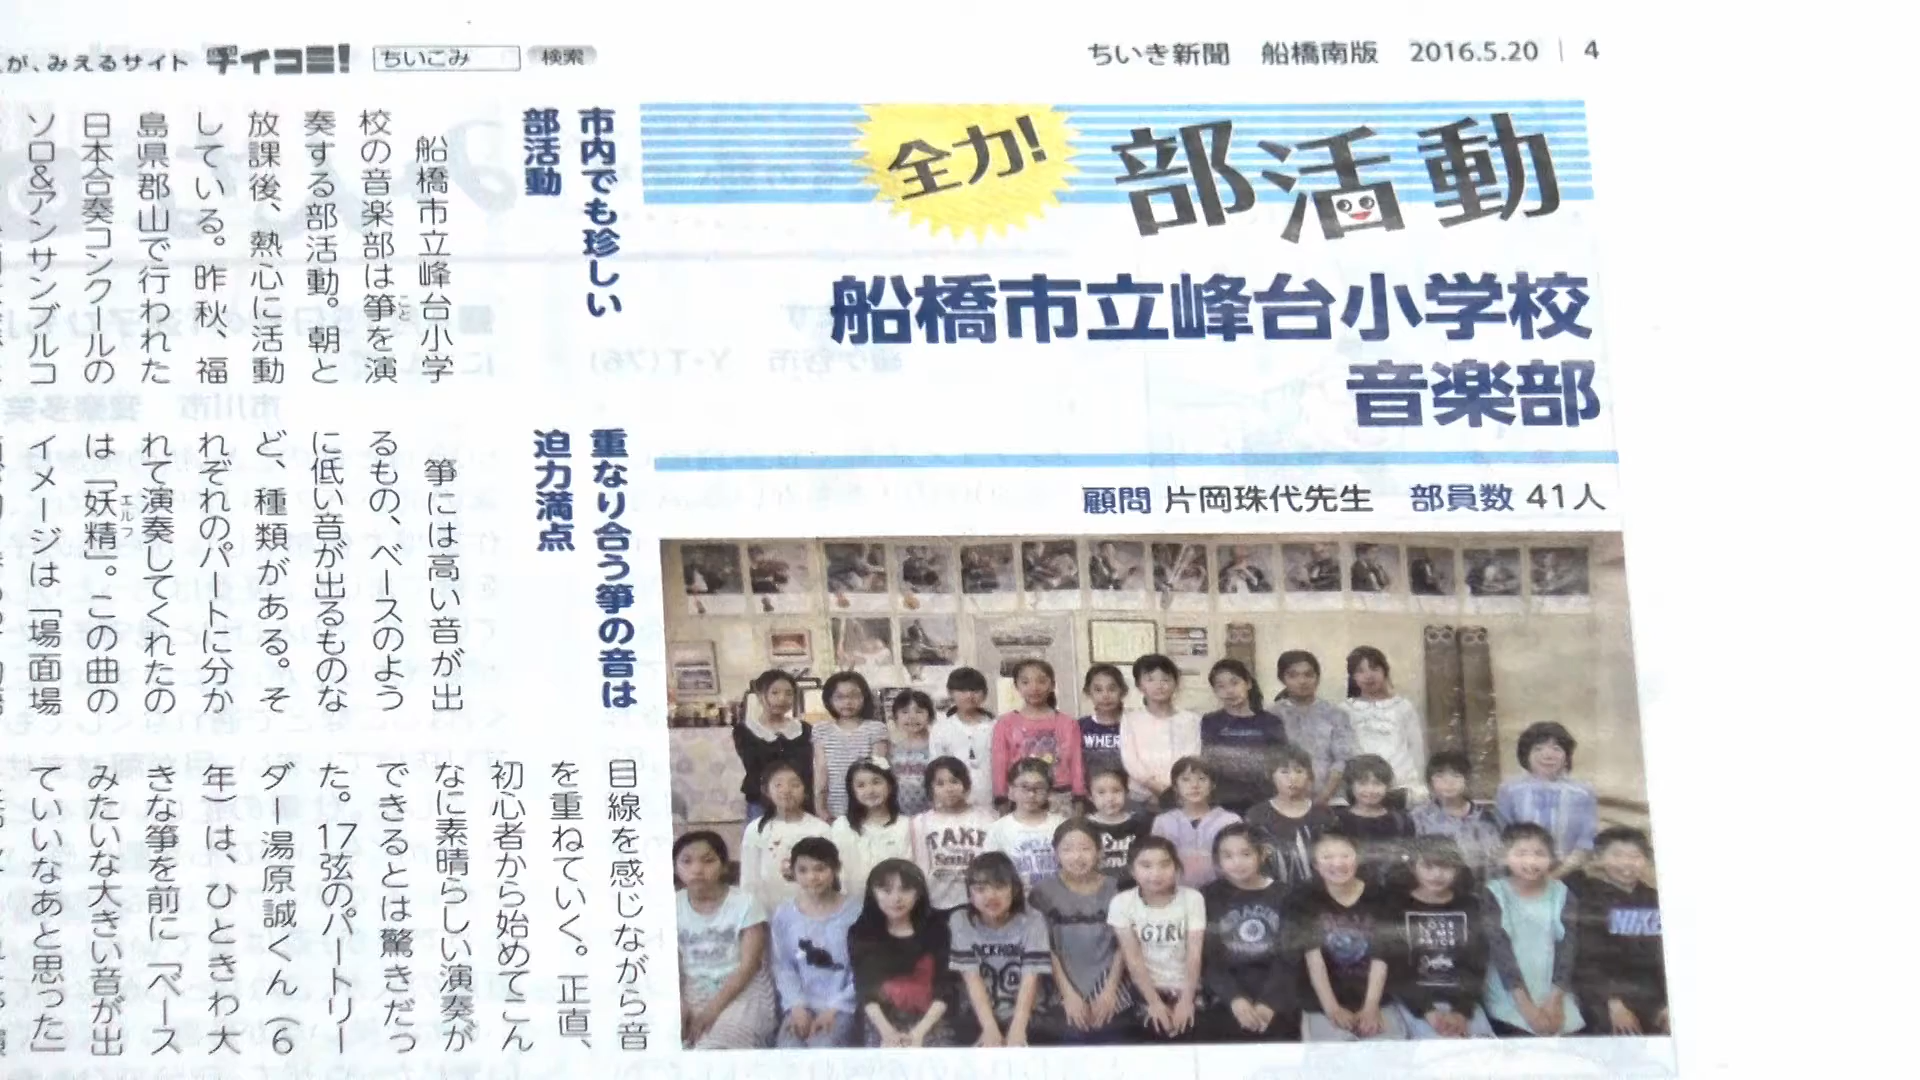 が、みえるサイト チイコミ! ちいこみ 検索
ちいき新聞 船橋南版 2016.5.20 | 4
全力!
部活動
船橋市立峰台小学校
音楽部
顧問 片岡珠代先生 部員数 41人
市内でも珍しい
部活動
船橋市立峰台小学
校の音楽部は箏を演
こと
奏する部活動。朝と
放課後、熱心に活動
している。昨秋、福
島県郡山で行われた
日本合奏コンクールの
ソロ&アンサンブルコ
重なり合う箏の音は
迫力満点
箏には高い音が出
るもの、ベースのよう
に低い音が出るものな
ど、種類がある。そ
れぞれのパートに分か
れて演奏してくれたの
は「妖精」。この曲の
エルフ
イメージは「場面場
目線を感じながら音
を重ねていく。正直、
初心者から始めてこん
なに素晴らしい演奏が
できるとは驚きだっ
た。17弦のパートリー
ダー湯原誠くん(6
年)は、ひときわ大
きな箏を前に「ベース
みたいな大きい音が出
ていいなあと思った」
WHERE
TAKE
GTRL
LOVE
NIKE